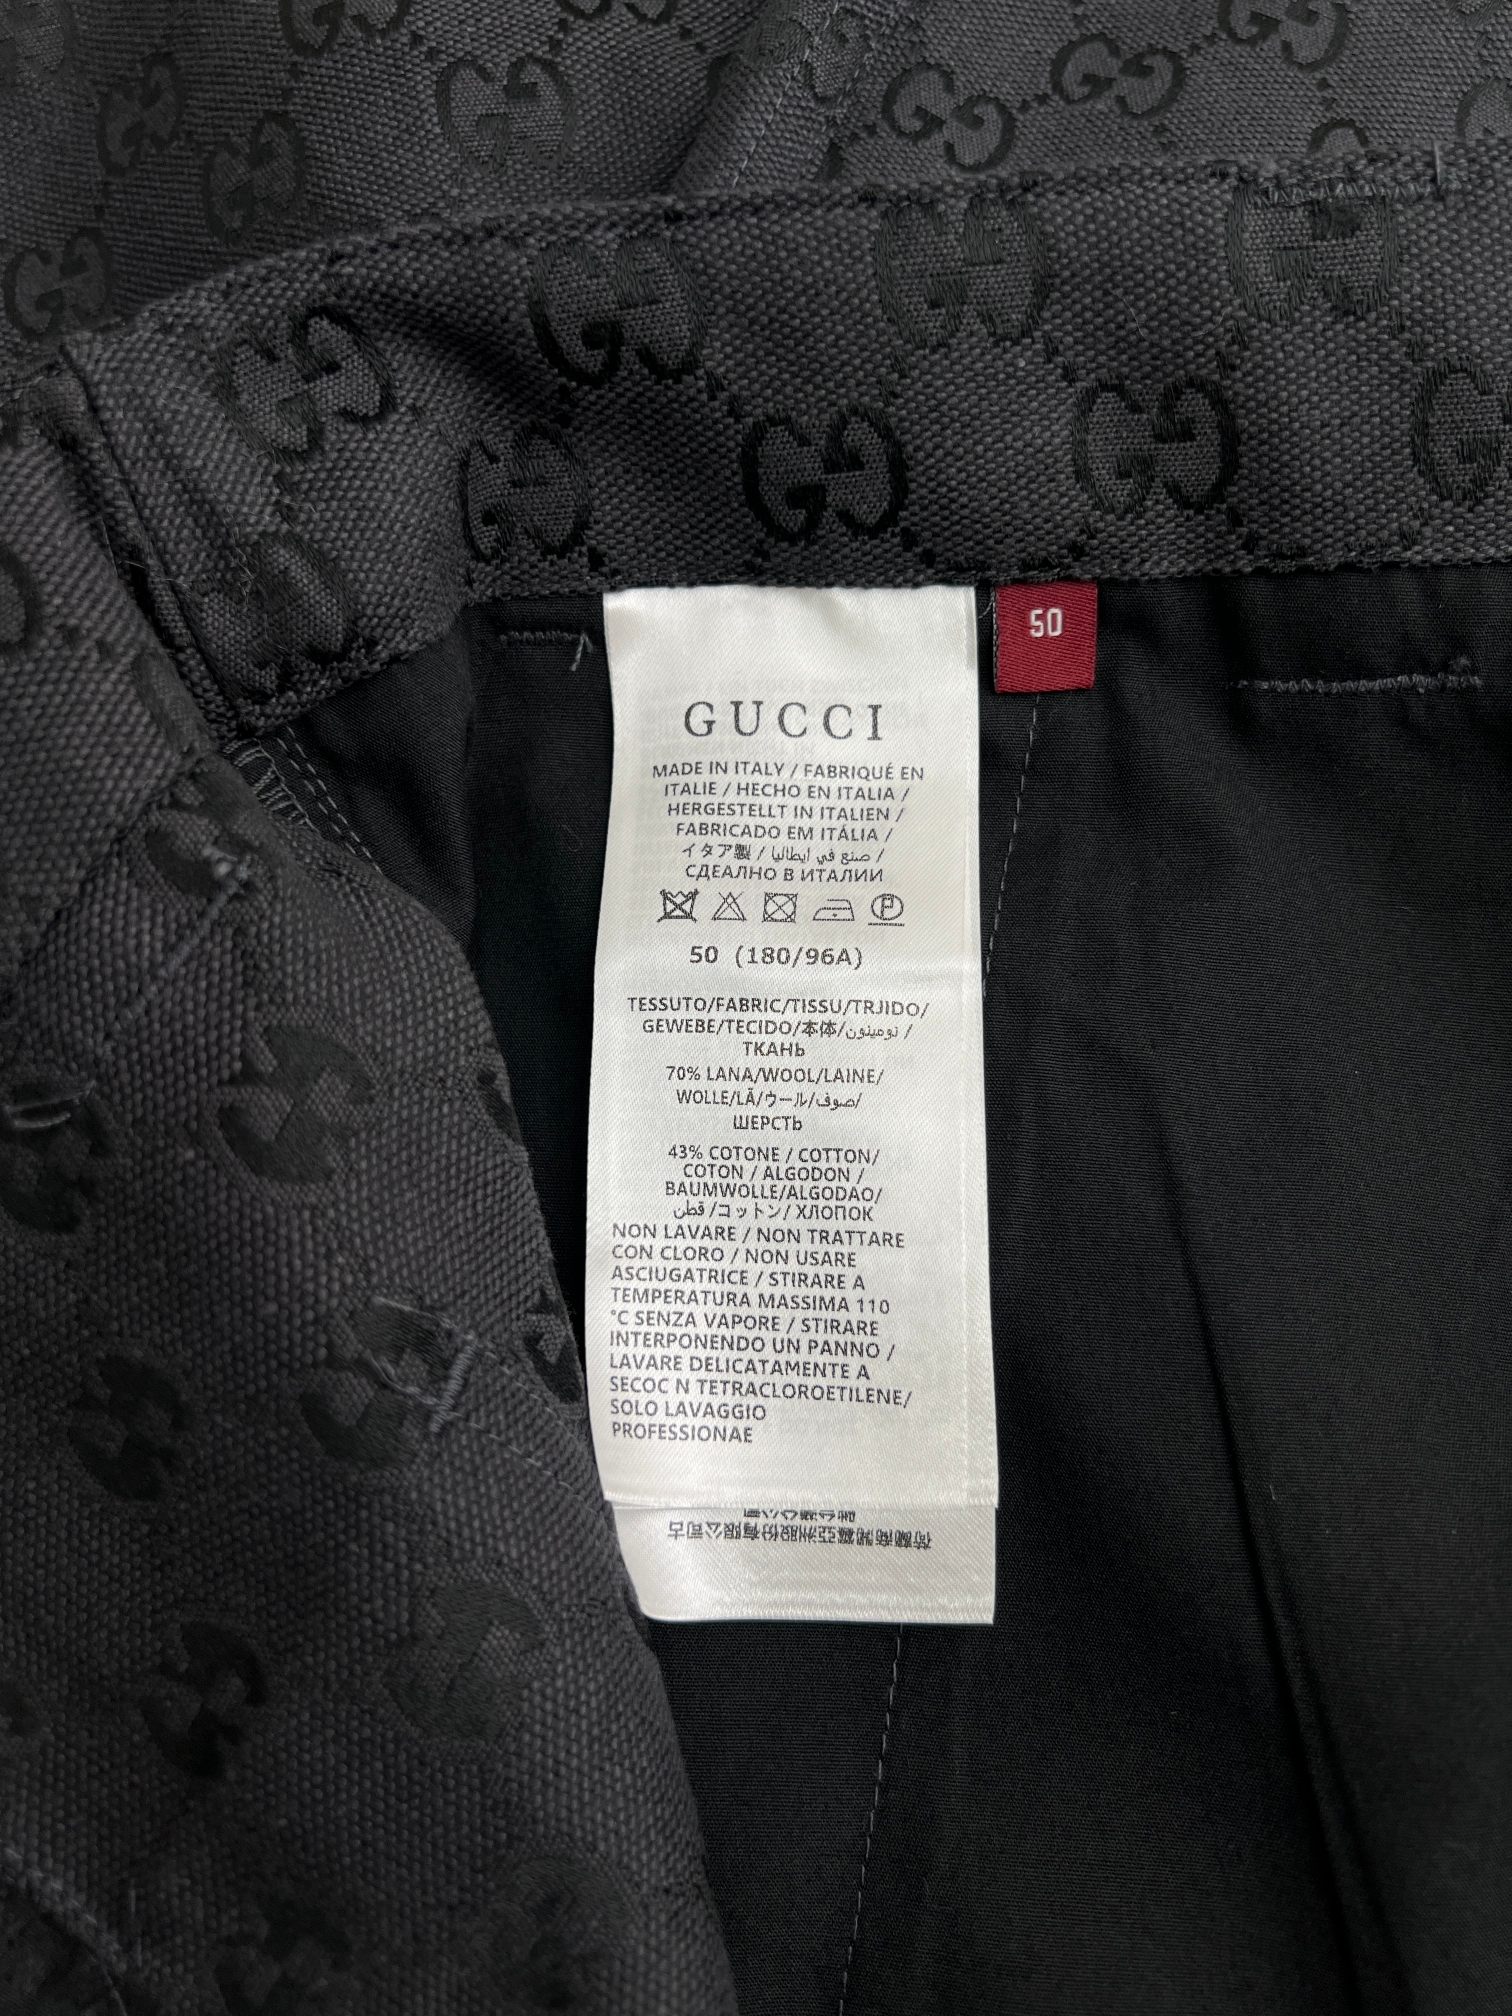 50
GUCCI
MADE IN ITALY / FABRIQUÉ EN
ITALIE / HECHO EN ITALIA /
HERGESTELLT IN ITALIEN /
FABRICADO EM ITÁLIA /
イタア製 / صنع في ايطاليا /
СДЕАЛНО В ИТАЛИИ
50 (180/96A)
TESSUTO/FABRIC/TISSU/TRJIDO/
GEWEBE/TECIDO/本体/نومينون /
ТКАНЬ
70% LANA/WOOL/LAINE/
WOLLE/LÃ/ウール/صوف/
ШЕРСТЬ
43% COTONE / COTTON/
COTON / ALGODON /
BAUMWOLLE/ALGODAO/
قطن /コットン/ ХЛОПОК
NON LAVARE / NON TRATTARE
CON CLORO / NON USARE
ASCIUGATRICE / STIRARE A
TEMPERATURA MASSIMA 110
°C SENZA VAPORE / STIRARE
INTERPONENDO UN PANNO /
LAVARE DELICATAMENTE A
SECOC N TETRACLOROETILENE/
SOLO LAVAGGIO
PROFESSIONAE